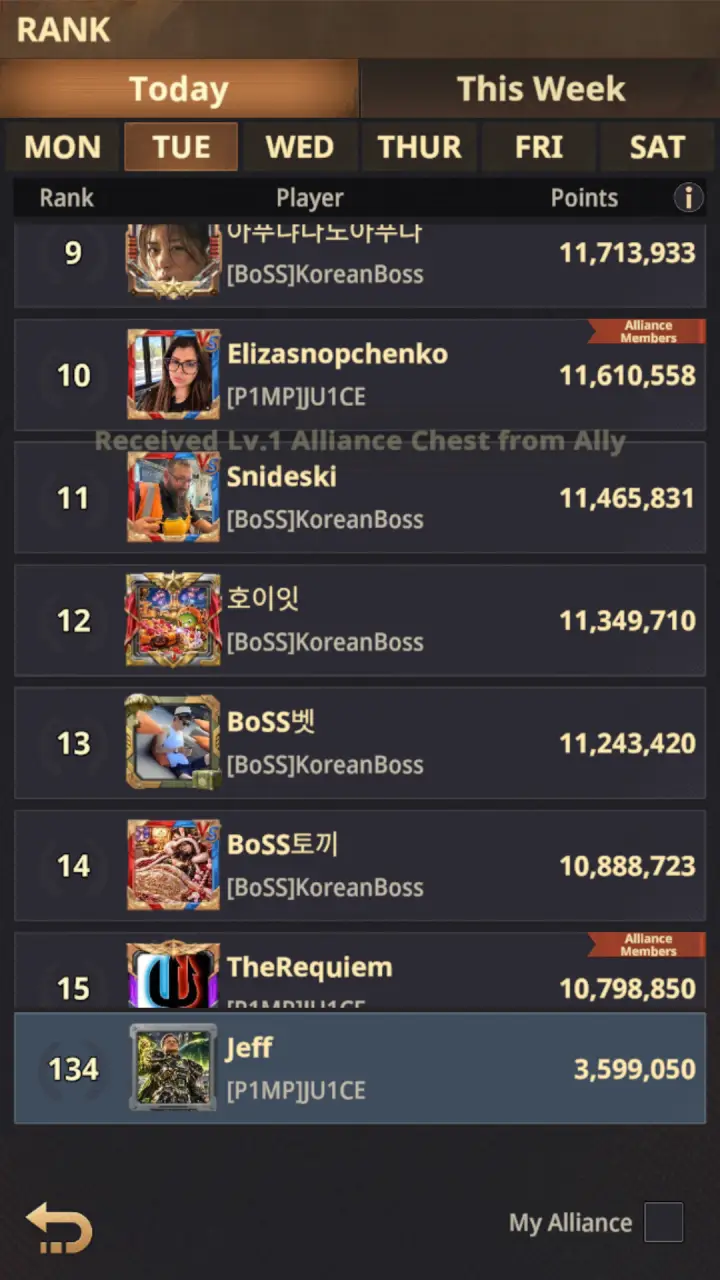 RANK
Today
This Week
MON
TUE
WED
THUR
FRI
SAT
Rank
Player
Points
9
[BoSS]KoreanBoss
11,713,933
Alliance
Members
10
Elizasnopchenko
[P1MP]JU1CE
11,610,558
Received Lv.1 Alliance Chest from Ally
11
Snideski
[BoSS]KoreanBoss
11,465,831
12
호이잇
[BoSS]KoreanBoss
11,349,710
13
BoSS벳
[BoSS]KoreanBoss
11,243,420
14
BoSS토끼
[BoSS]KoreanBoss
10,888,723
Alliance
Members
15
TheRequiem
[P1MP]JU1CE
10,798,850
134
Jeff
[P1MP]JU1CE
3,599,050
My Alliance